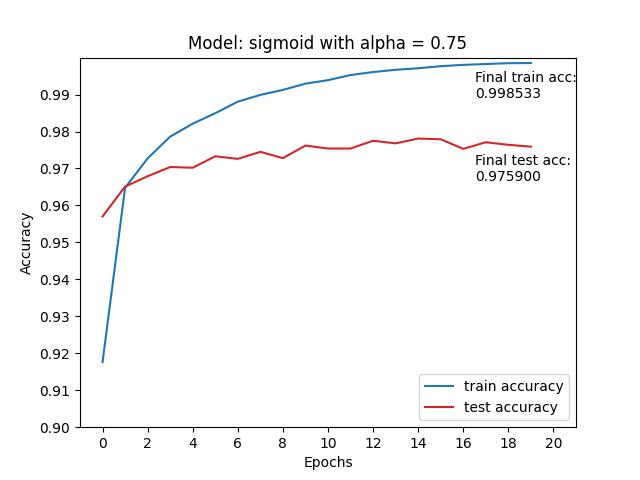 Model: sigmoid with alpha = 0.75
Accuracy
0.99
0.98
0.97
0.96
0.95
0.94
0.93
0.92
0.91
0.90
Final train acc:
0.998533
Final test acc:
0.975900
train accuracy
test accuracy
0 2 4 6 8 10 12 14 16 18 20
Epochs